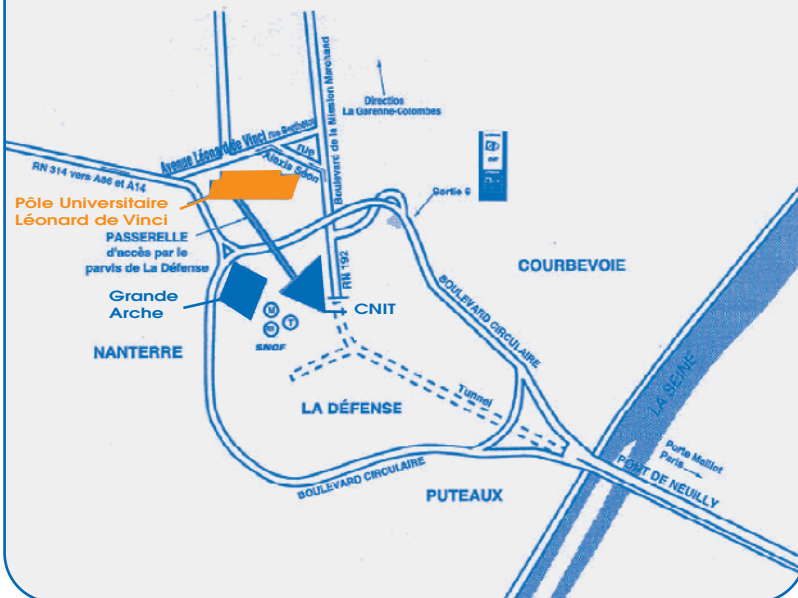 Boulevard de la Mission Marchand
Direction
La Garenne-Colombes
Avenue Léonard de Vinci rue Berthelot
rue
Alexis Séon
RN 314 vers A86 et A14
Sortie 6
Pôle Universitaire
Léonard de Vinci
PASSERELLE
d'accès par le
parvis de La Défense
RN 192
COURBEVOIE
BOULEVARD CIRCULAIRE
Grande
Arche
CNIT
M
T
SNCF
NANTERRE
LA SEINE
Tunnel
LA DÉFENSE
Porte Maillot
Paris
PONT DE NEUILLY
BOULEVARD CIRCULAIRE
PUTEAUX